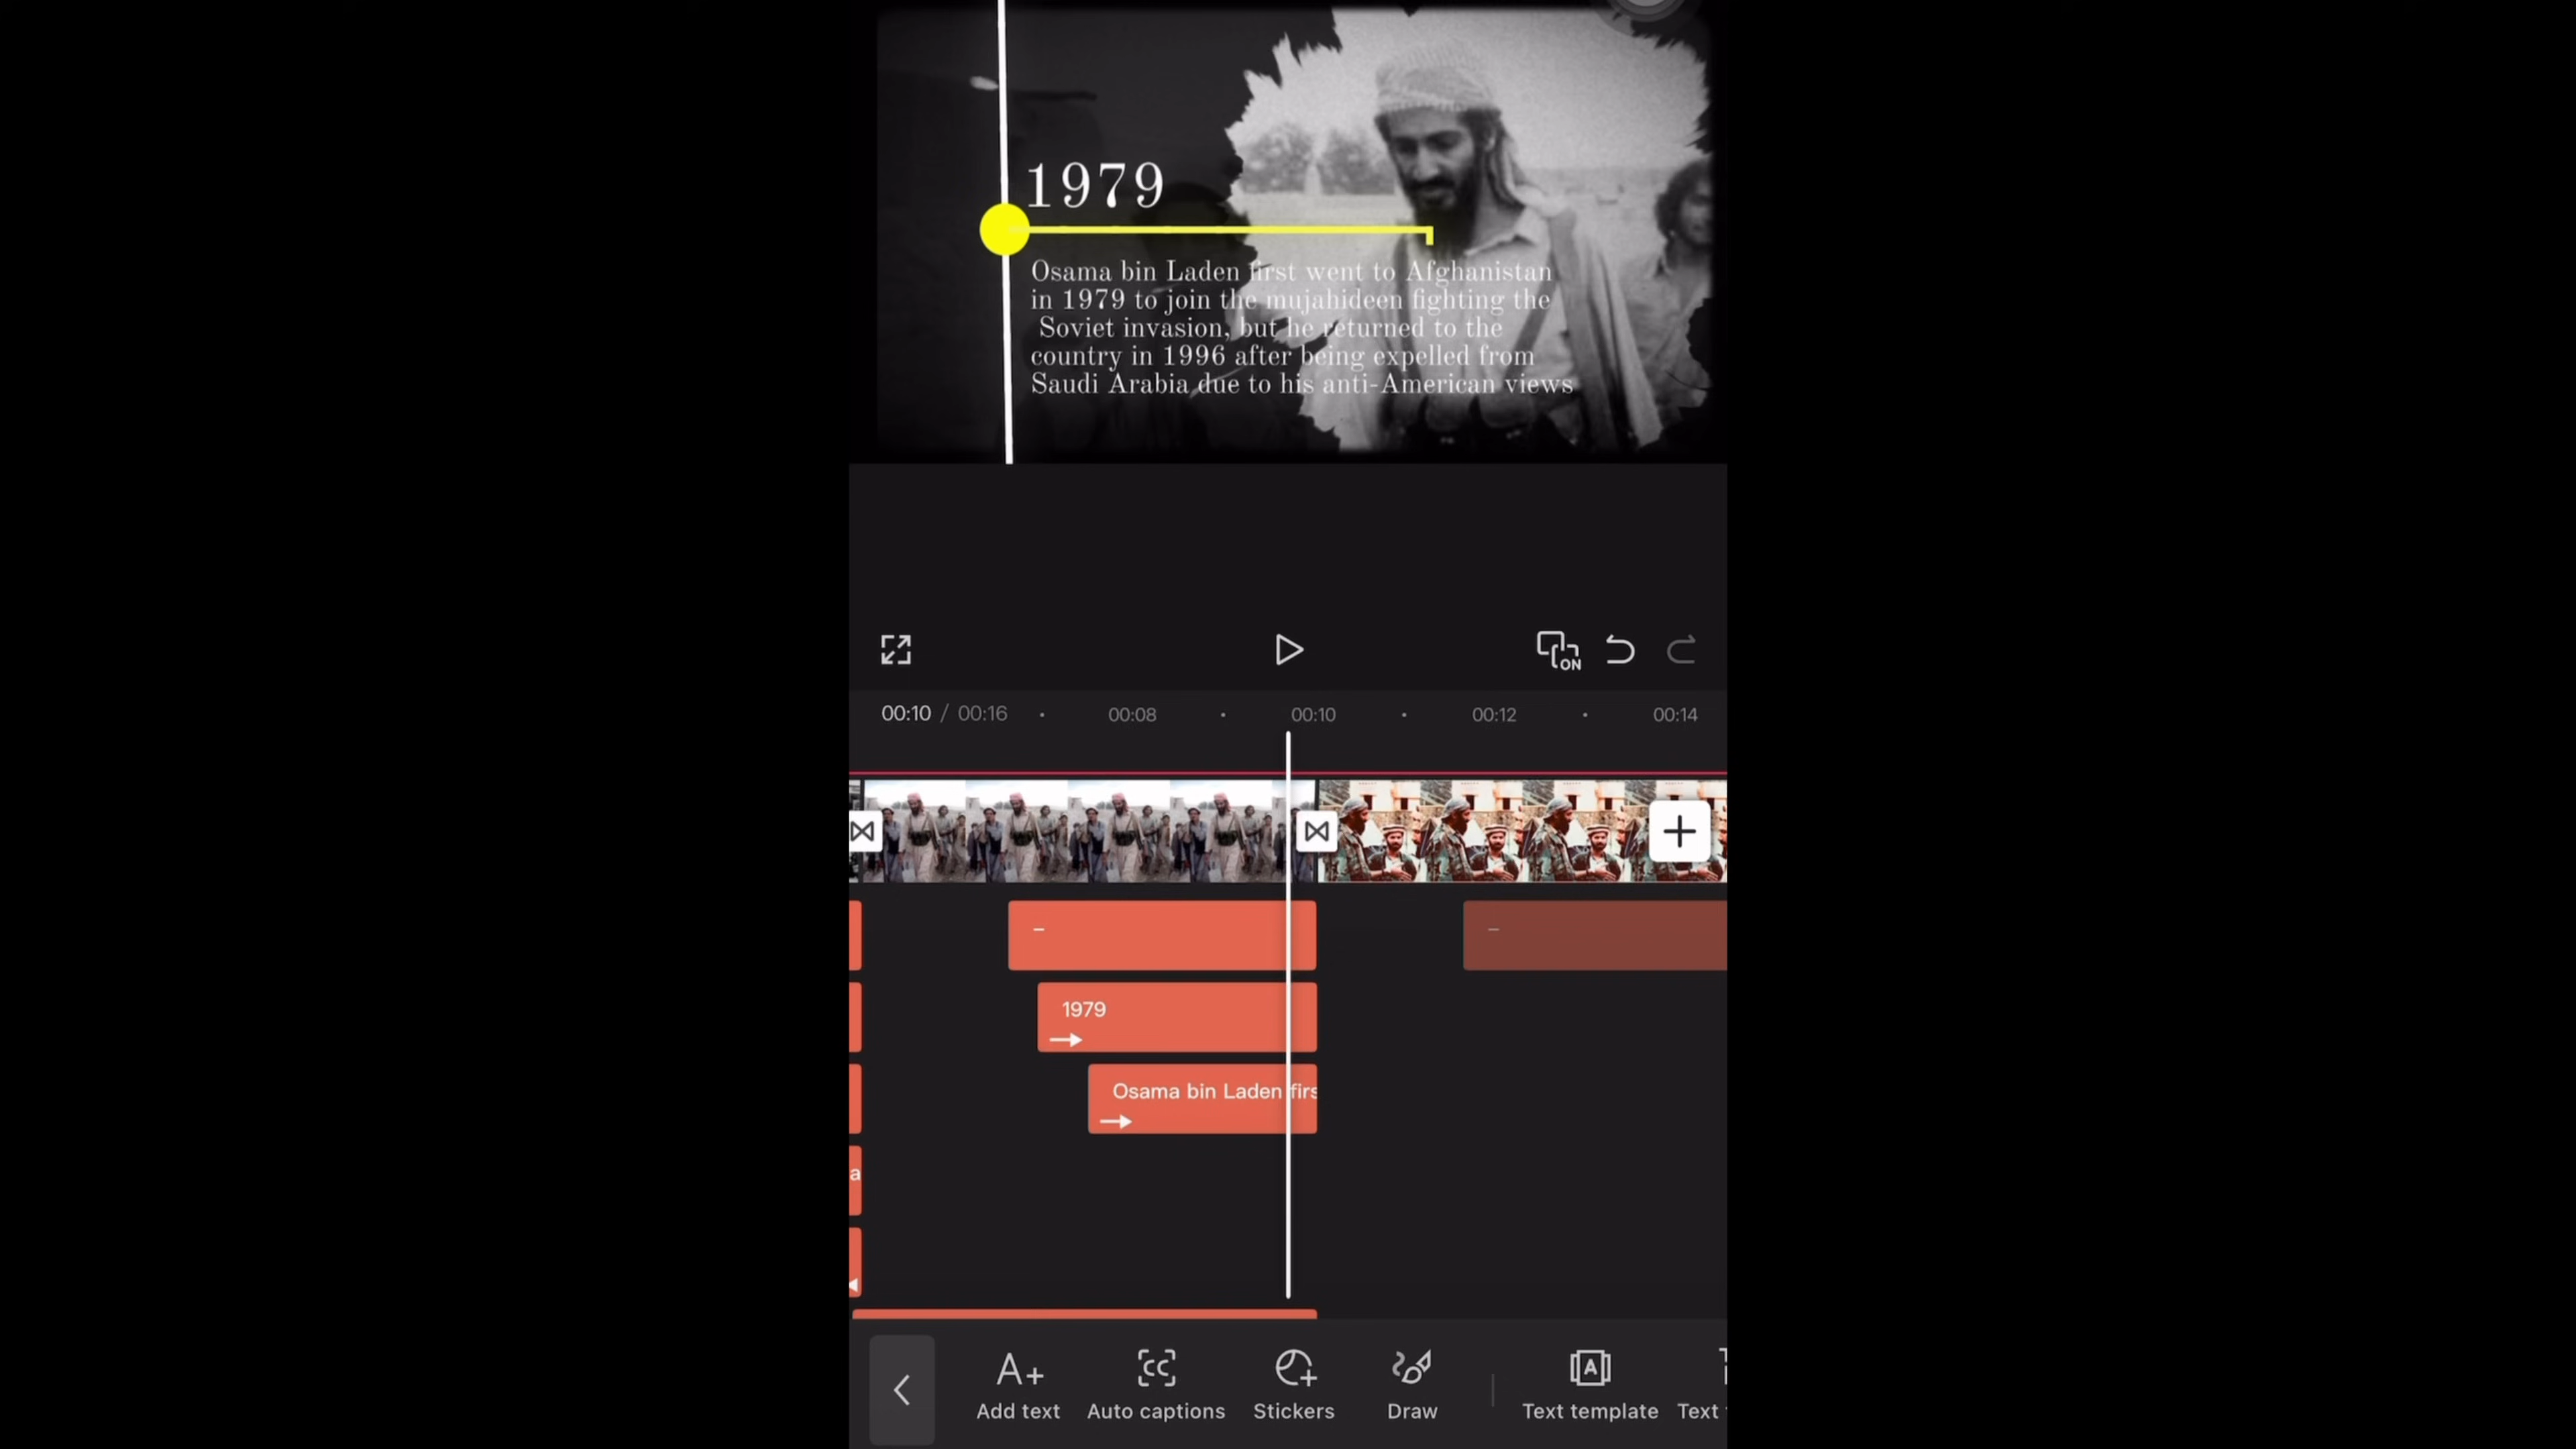 1979
Osama bin Laden first went to Afghanistan
in 1979 to join the mujahideen fighting the
Soviet invasion, but he returned to the
country in 1996 after being expelled from
Saudi Arabia due to his anti-American views
ON
00:10 / 00:16
00:08
00:10
00:12
00:14
1979
Osama bin Laden firs
a
A+
cc
A
Add text
Auto captions
Stickers
Draw
Text template
Text